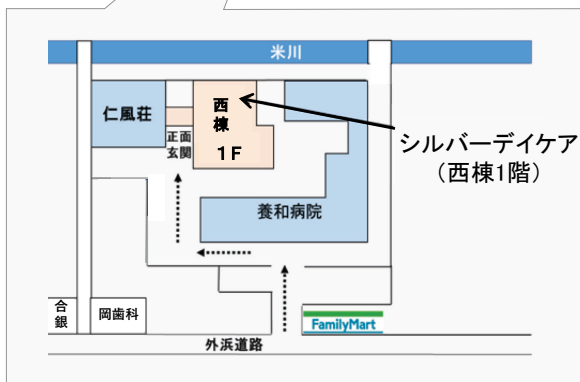 米川
仁風荘
西
棟
1F
正面
玄関
シルバーデイケア
（西棟1階）
養和病院
合
銀
岡歯科
FamilyMart
外浜道路